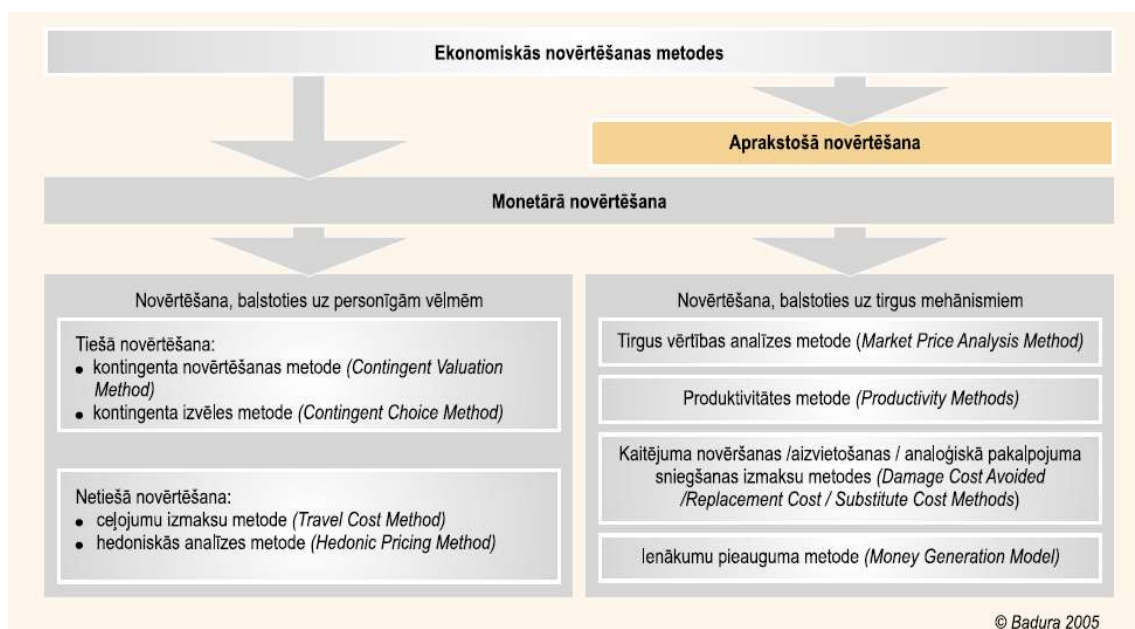 Ekonomiskās novērtēšanas metodes
Aprakstošā novērtēšana
Monetārā novērtēšana
Novērtēšana, balstoties uz personīgām vēlmēm
Tiešā novērtēšana:
• kontingenta novērtēšanas metode (Contingent Valuation
Method)
• kontingenta izvēles metode (Contingent Choice Method)
Netiešā novērtēšana:
• ceļojumu izmaksu metode (Travel Cost Method)
• hedoniskās analīzes metode (Hedonic Pricing Method)
Novērtēšana, balstoties uz tirgus mehānismiem
Tirgus vērtības analīzes metode (Market Price Analysis Method)
Produktivitātes metode (Productivity Methods)
Kaitējuma novēršanas /aizvietošanas / analoģiskā pakalpojuma
sniegšanas izmaksu metodes (Damage Cost Avoided
/Replacement Cost / Substitute Cost Methods)
Ienākumu pieauguma metode (Money Generation Model)
© Badura 2005